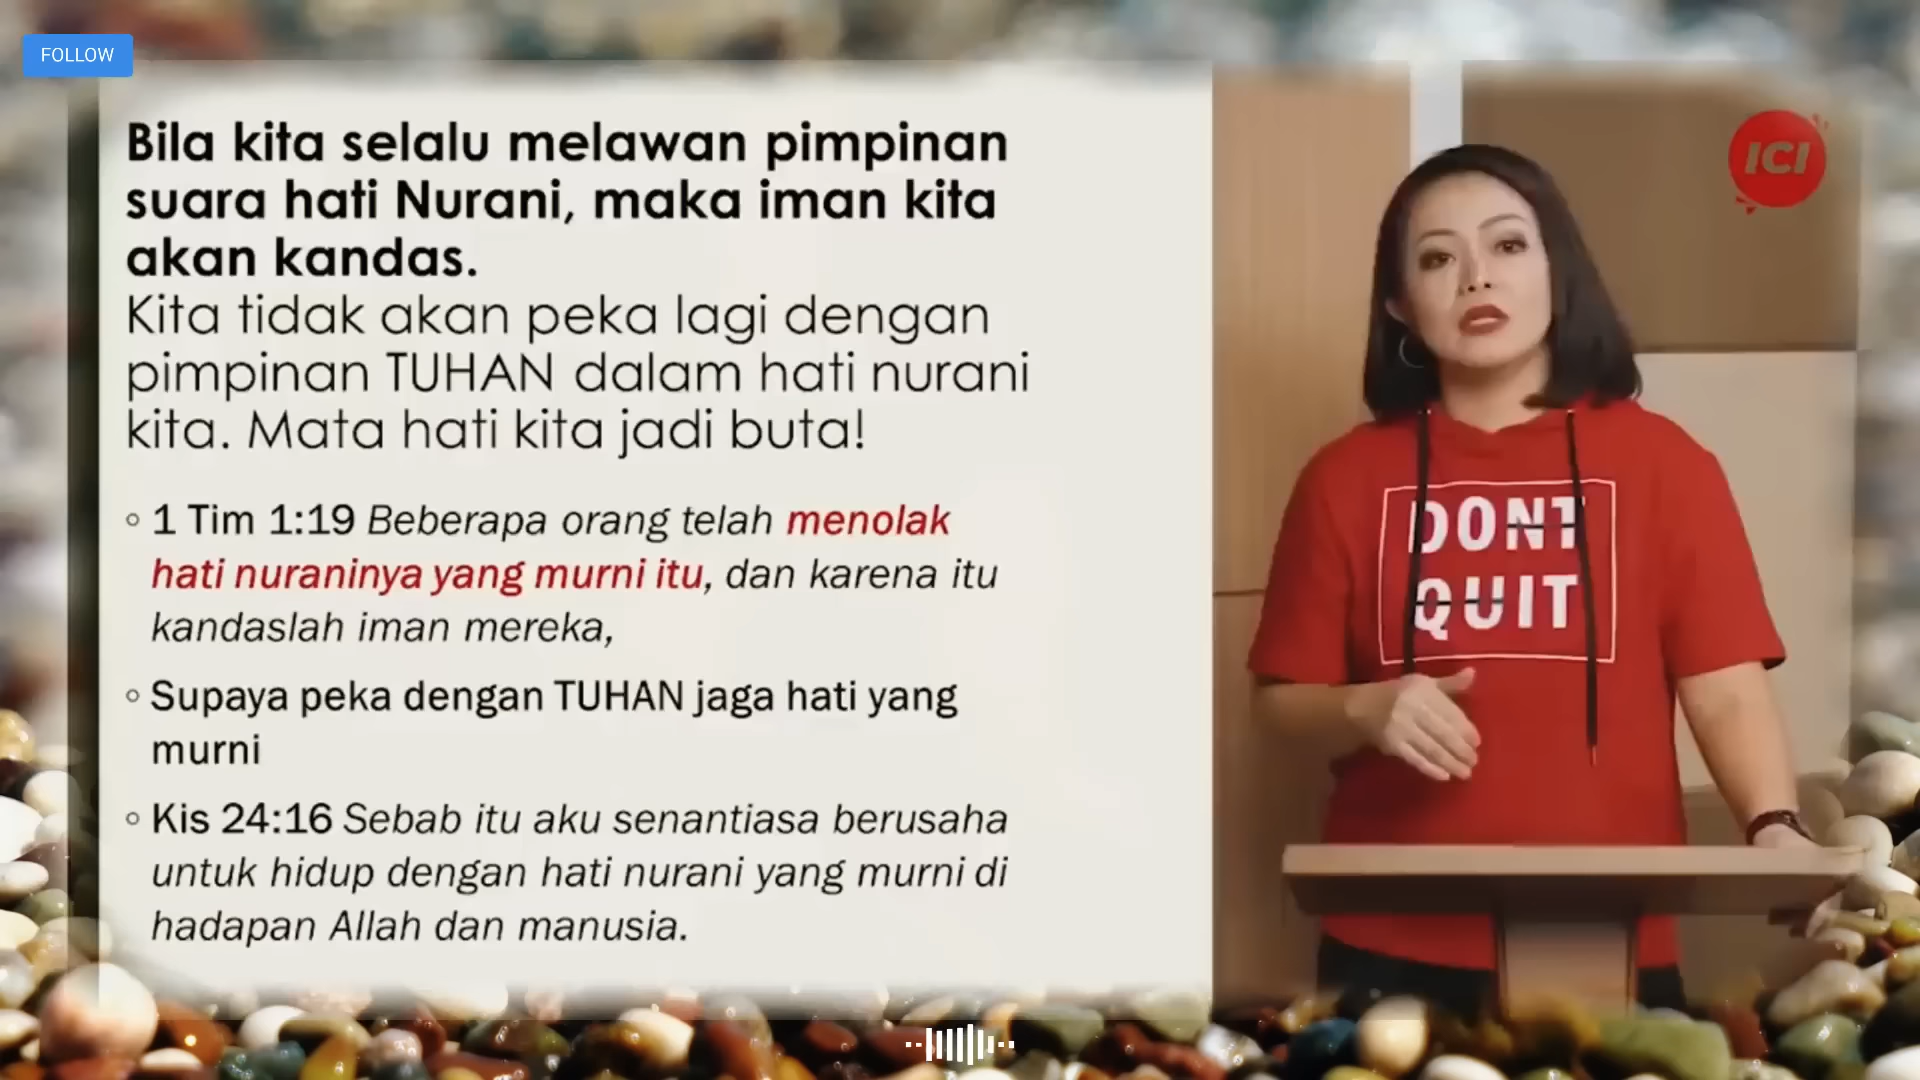 FOLLOW
Bila kita selalu melawan pimpinan
suara hati Nurani, maka iman kita
akan kandas.
Kita tidak akan peka lagi dengan
pimpinan TUHAN dalam hati nurani
kita. Mata hati kita jadi buta!
◦ 1 Tim 1:19 Beberapa orang telah menolak
hati nuraninya yang murni itu, dan karena itu
kandaslah iman mereka,
◦ Supaya peka dengan TUHAN jaga hati yang
murni
◦ Kis 24:16 Sebab itu aku senantiasa berusaha
untuk hidup dengan hati nurani yang murni di
hadapan Allah dan manusia.
ICI
DONT
QUIT